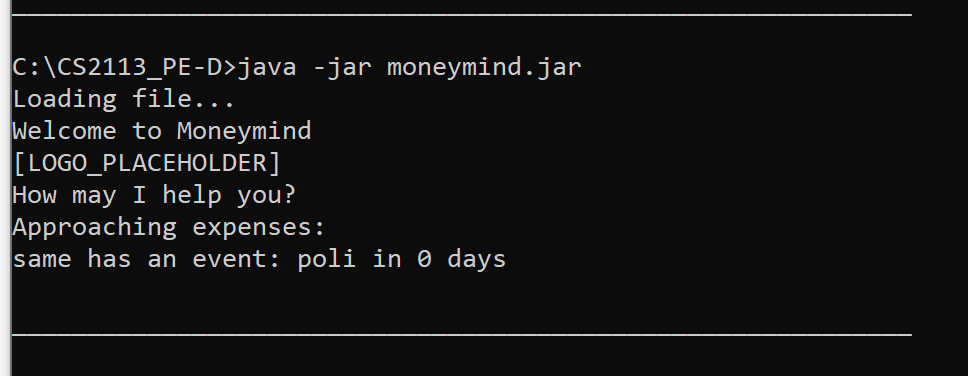 C:\CS2113_PE-D>java -jar moneymind.jar
Loading file...
Welcome to Moneymind
[LOGO_PLACEHOLDER]
How may I help you?
Approaching expenses:
same has an event: poli in 0 days